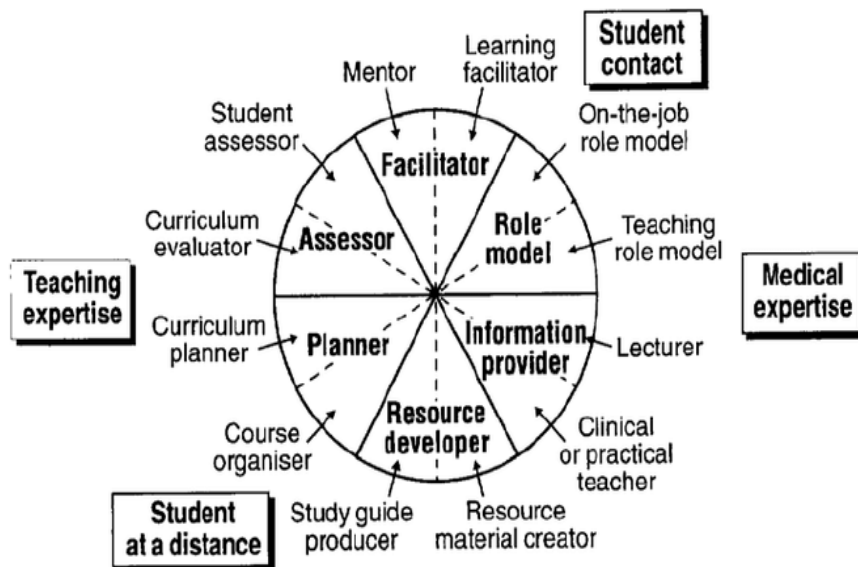 Student
contact
Learning
facilitator
Mentor
Student
assessor
On-the-job
role model
Facilitator
Curriculum
evaluator
Assessor
Role
model
Teaching
role model
Teaching
expertise
Medical
expertise
Curriculum
planner
Planner
Information
provider
Lecturer
Resource
developer
Course
organiser
Clinical
or practical
teacher
Student
at a distance
Study guide
producer
Resource
material creator